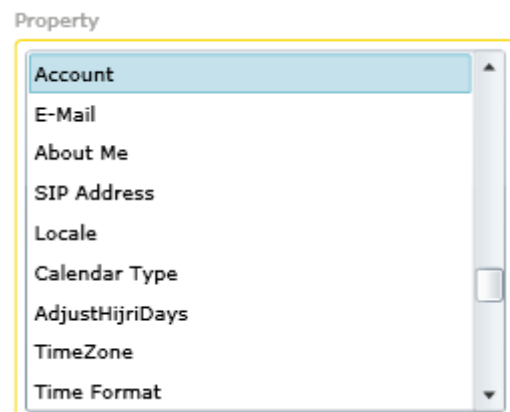 Property
Account
E-Mail
About Me
SIP Address
Locale
Calendar Type
AdjustHijriDays
TimeZone
Time Format